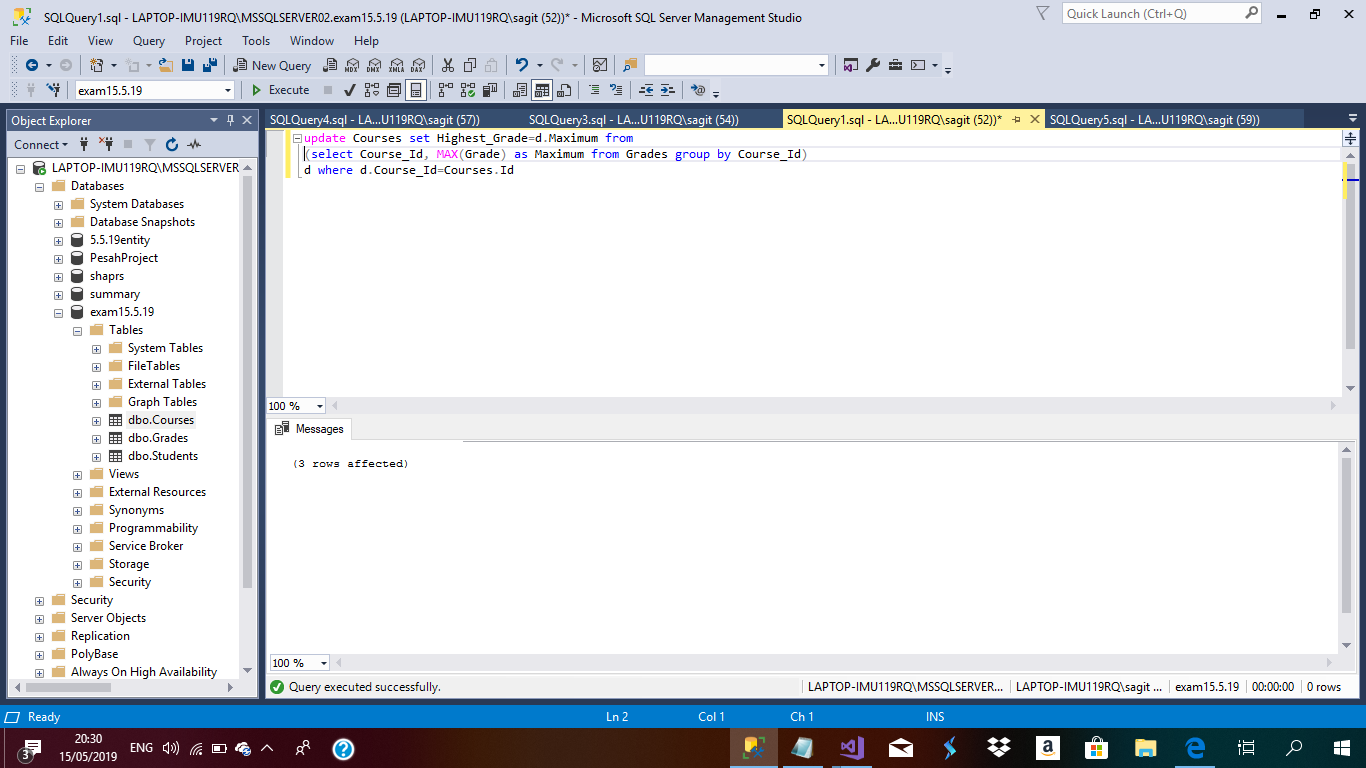 SQLQuery1.sql - LAPTOP-IMU119RQ\MSSQLSERVER02.exam15.5.19 (LAPTOP-IMU119RQ\sagit (52))* - Microsoft SQL Server Management Studio
Quick Launch (Ctrl+Q)
File Edit View Query Project Tools Window Help
New Query
MDX DMX XMLA DAX
exam15.5.19
Execute
Object Explorer
Connect
LAPTOP-IMU119RQ\MSSQLSERVER
Databases
System Databases
Database Snapshots
5.5.19entity
PesahProject
shaprs
summary
exam15.5.19
Tables
System Tables
FileTables
External Tables
Graph Tables
dbo.Courses
dbo.Grades
dbo.Students
Views
External Resources
Synonyms
Programmability
Service Broker
Storage
Security
Security
Server Objects
Replication
PolyBase
Always On High Availability
SQLQuery4.sql - LA...U119RQ\sagit (57))
SQLQuery3.sql - LA...U119RQ\sagit (54))
SQLQuery1.sql - LA...U119RQ\sagit (52))*
SQLQuery5.sql - LA...U119RQ\sagit (59))
update Courses set Highest_Grade=d.Maximum from
(select Course_Id, MAX(Grade) as Maximum from Grades group by Course_Id)
d where d.Course_Id=Courses.Id
100 %
Messages
(3 rows affected)
100 %
Query executed successfully.
LAPTOP-IMU119RQ\MSSQLSERVER...
LAPTOP-IMU119RQ\sagit ...
exam15.5.19
00:00:00
0 rows
Ready
Ln 2
Col 1
Ch 1
INS
3
20:30
15/05/2019
ENG
a